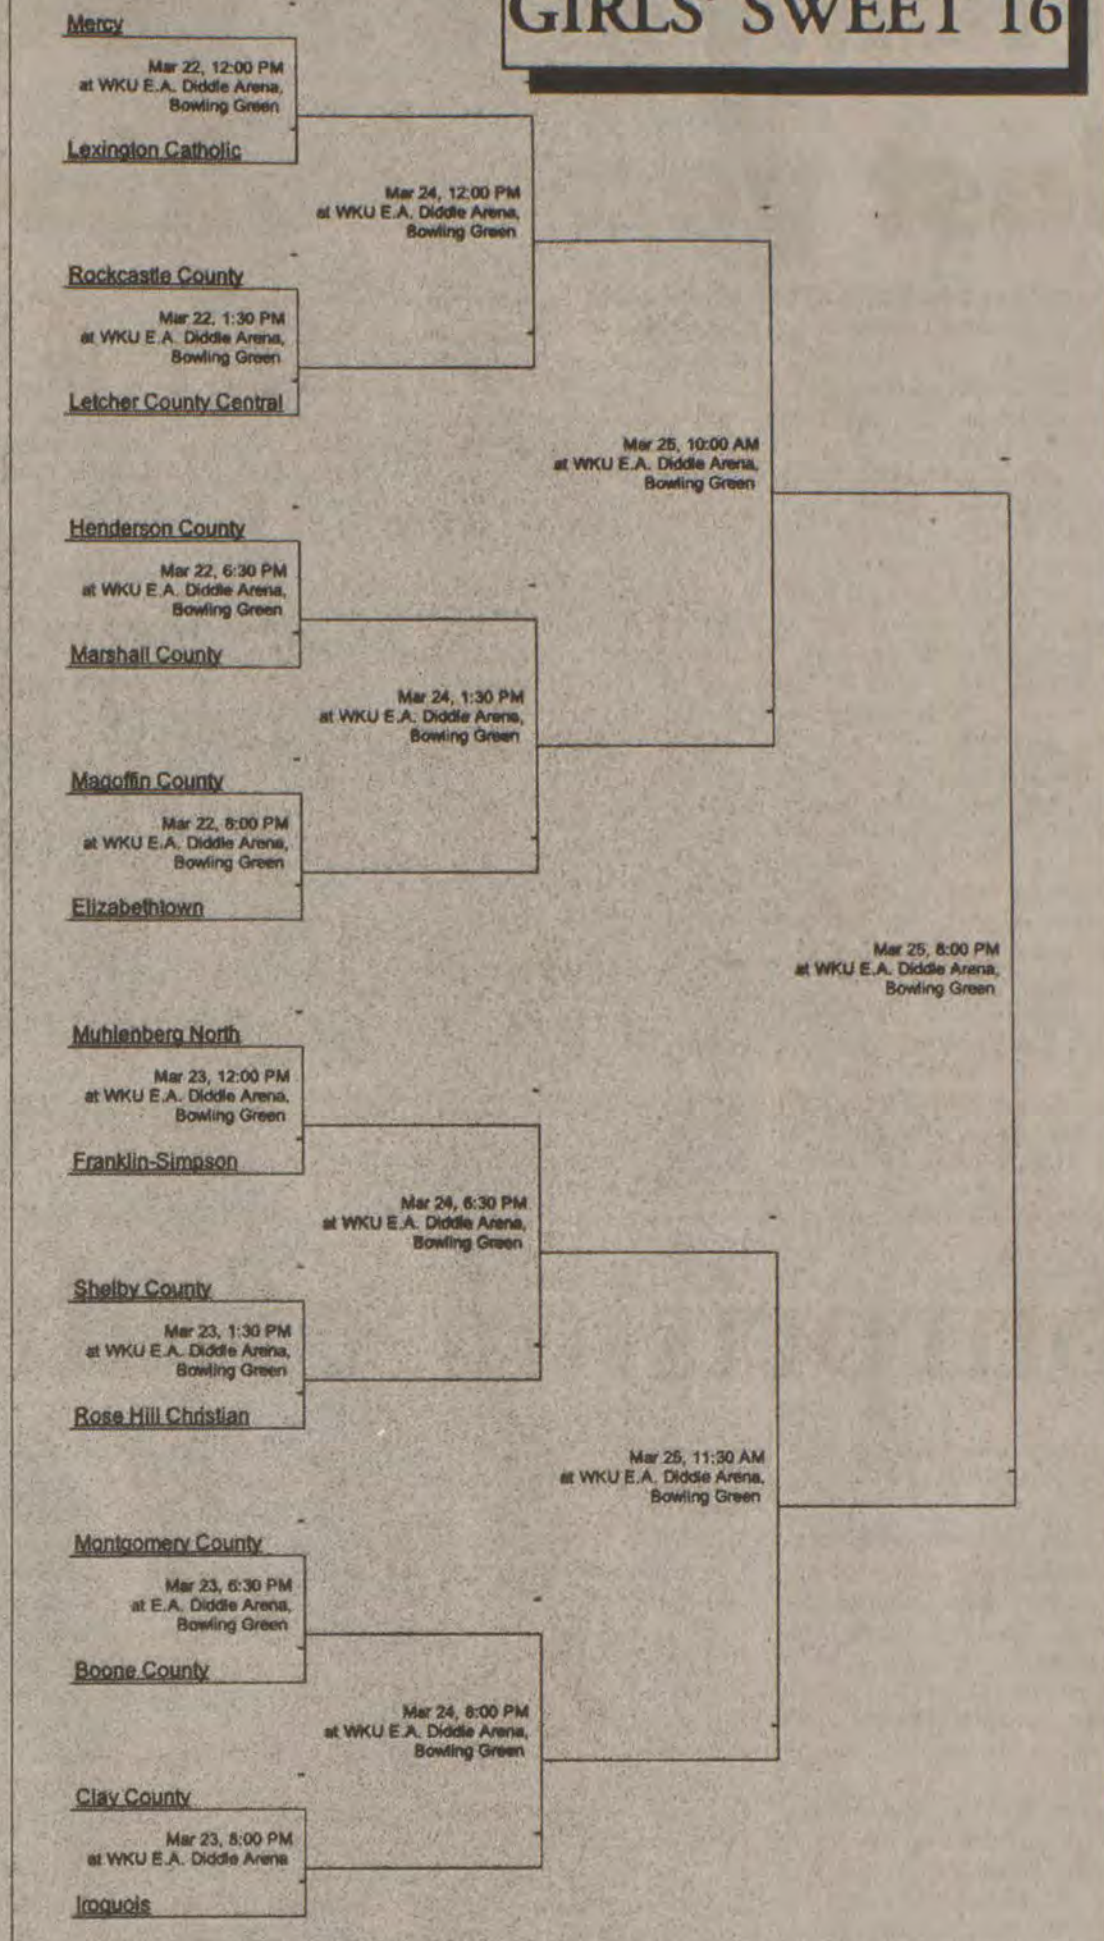 GIRLS' SWEET 16
Mercy
Mar 22, 12:00 PM
at WKU E.A. Diddle Arena,
Bowling Green
Lexington Catholic
Mar 24, 12:00 PM
at WKU E.A. Diddle Arena,
Bowling Green
Rockcastle County
Mar 22, 1:30 PM
at WKU E.A. Diddle Arena,
Bowling Green
Letcher County Central
Mar 25, 10:00 AM
at WKU E.A. Diddle Arena,
Bowling Green
Henderson County
Mar 22, 6:30 PM
at WKU E.A. Diddle Arena,
Bowling Green
Marshall County
Mar 24, 1:30 PM
at WKU E.A. Diddle Arena,
Bowling Green
Magoffin County
Mar 22, 8:00 PM
at WKU E.A. Diddle Arena,
Bowling Green
Elizabethtown
Mar 25, 8:00 PM
at WKU E.A. Diddle Arena,
Bowling Green
Muhlenberg North
Mar 23, 12:00 PM
at WKU E.A. Diddle Arena,
Bowling Green
Franklin-Simpson
Mar 24, 6:30 PM
at WKU E.A. Diddle Arena,
Bowling Green
Shelby County
Mar 23, 1:30 PM
at WKU E.A. Diddle Arena,
Bowling Green
Rose Hill Christian
Mar 25, 11:30 AM
at WKU E.A. Diddle Arena,
Bowling Green
Montgomery County
Mar 23, 6:30 PM
at E.A. Diddle Arena,
Bowling Green
Boone County
Mar 24, 8:00 PM
at WKU E.A. Diddle Arena,
Bowling Green
Clay County
Mar 23, 8:00 PM
at WKU E.A. Diddle Arena
Iroquois